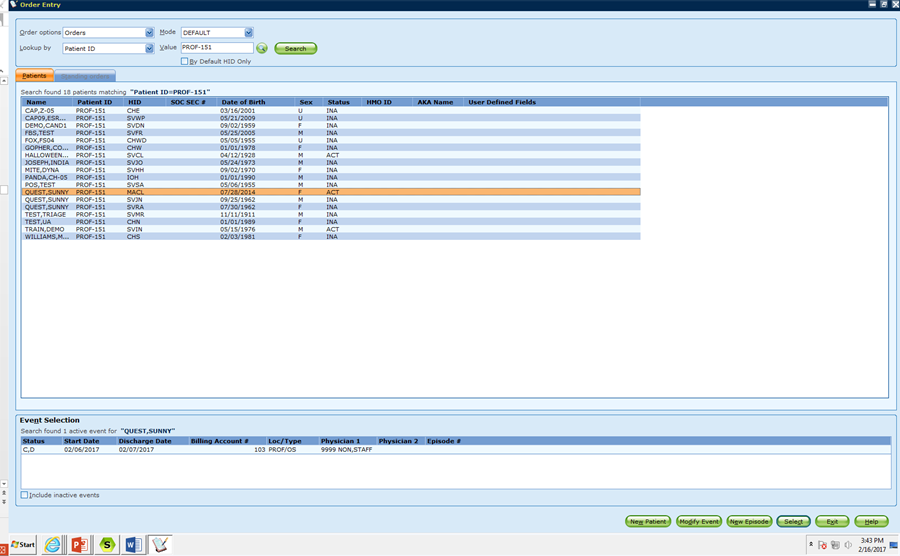 Order Entry
Order options Orders Mode DEFAULT
Lookup by Patient ID Value PROF-151 Search
By Default HID Only
Patients
Search found 18 patients matching "Patient ID=PROF-151"
Name Patient ID HID SOC SEC # Date of Birth Sex Status HMO ID AKA Name User Defined Fields
CAP,Z-05 PROF-151 CHE 03/16/2001 U INA
CAP09,ESR... PROF-151 SVWP 05/21/2009 U INA
DEMO,CAND1 PROF-151 SVDN 09/02/1959 F INA
FBS,TEST PROF-151 SVFR 05/25/2005 M INA
FOX,FS04 PROF-151 CHWD 05/05/1955 U INA
GOPHER,CO... PROF-151 CHW 01/01/1978 F INA
HALLOWEEN... PROF-151 SVCL 04/12/1928 M ACT
JOSEPH,INDIA PROF-151 SVJO 05/24/1973 M INA
MITE,DYNA PROF-151 SVHH 09/02/1970 F INA
PANDA,CH-05 PROF-151 IOH 01/01/1990 M INA
POS,TEST PROF-151 SVSA 05/06/1955 M INA
QUEST,SUNNY PROF-151 MACL 07/28/2014 F ACT
QUEST,SUNNY PROF-151 SVJN 09/25/1962 M INA
QUEST,SUNNY PROF-151 SVRA 07/30/1962 F INA
TEST,TRIAGE PROF-151 SVMR 11/11/1911 M INA
TEST,UA PROF-151 CHN 01/01/1989 F INA
TRAIN,DEMO PROF-151 SVIN 05/15/1976 M ACT
WILLIAMS,M... PROF-151 CHS 02/03/1981 F INA
Event Selection
Search found 1 active event for "QUEST,SUNNY"
Status Start Date Discharge Date Billing Account # Loc/Type Physician 1 Physician 2 Episode #
C,D 02/06/2017 02/07/2017 103 PROF/OS 9999 NON,STAFF
Include inactive events
New Patient Modify Event New Episode Select Exit Help
Start 3:43 PM
2/16/2017